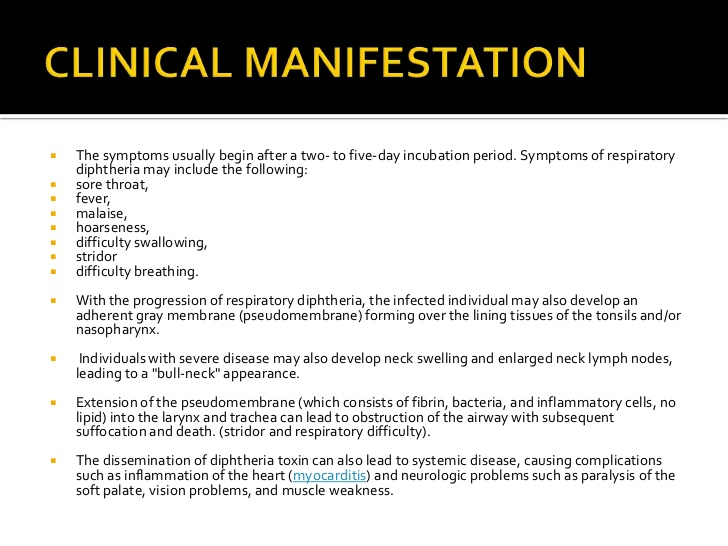 CLINICAL MANIFESTATION
The symptoms usually begin after a two- to five-day incubation period. Symptoms of respiratory
diphtheria may include the following:
sore throat,
fever,
malaise,
hoarseness,
difficulty swallowing,
stridor
difficulty breathing.
With the progression of respiratory diphtheria, the infected individual may also develop an
adherent gray membrane (pseudomembrane) forming over the lining tissues of the tonsils and/or
nasopharynx.
Individuals with severe disease may also develop neck swelling and enlarged neck lymph nodes,
leading to a "bull-neck" appearance.
Extension of the pseudomembrane (which consists of fibrin, bacteria, and inflammatory cells, no
lipid) into the larynx and trachea can lead to obstruction of the airway with subsequent
suffocation and death. (stridor and respiratory difficulty).
The dissemination of diphtheria toxin can also lead to systemic disease, causing complications
such as inflammation of the heart (myocarditis) and neurologic problems such as paralysis of the
soft palate, vision problems, and muscle weakness.